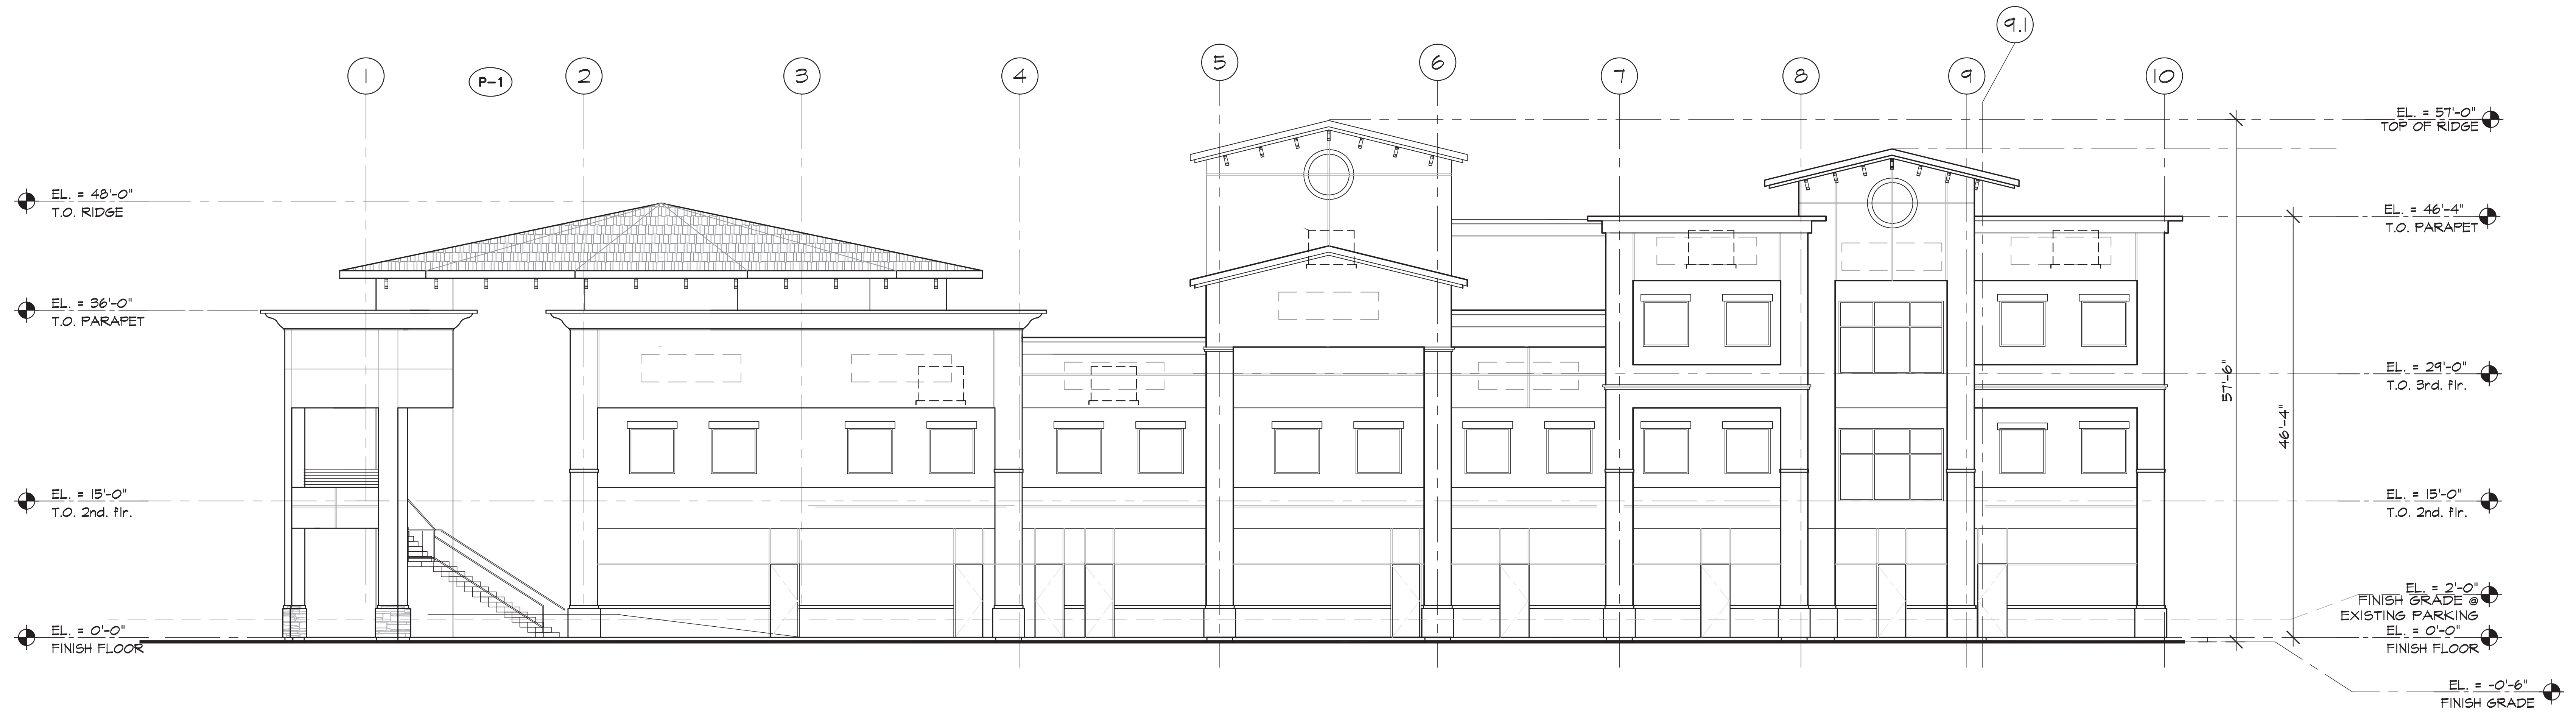 9.1
1
P-1
2
3
4
5
6
7
8
9
10
EL. = 57'-0"
TOP OF RIDGE
EL. = 48'-0"
T.O. RIDGE
EL. = 46'-4"
T.O. PARAPET
EL. = 36'-0"
T.O. PARAPET
EL. = 29'-0"
T.O. 3rd. flr.
57'-6"
46'-4"
EL. = 15'-0"
T.O. 2nd. flr.
EL. = 15'-0"
T.O. 2nd. flr.
EL. = 2'-0"
FINISH GRADE @
EXISTING PARKING
EL. = 0'-0"
FINISH FLOOR
EL. = 0'-0"
FINISH FLOOR
EL. = -0'-6"
FINISH GRADE